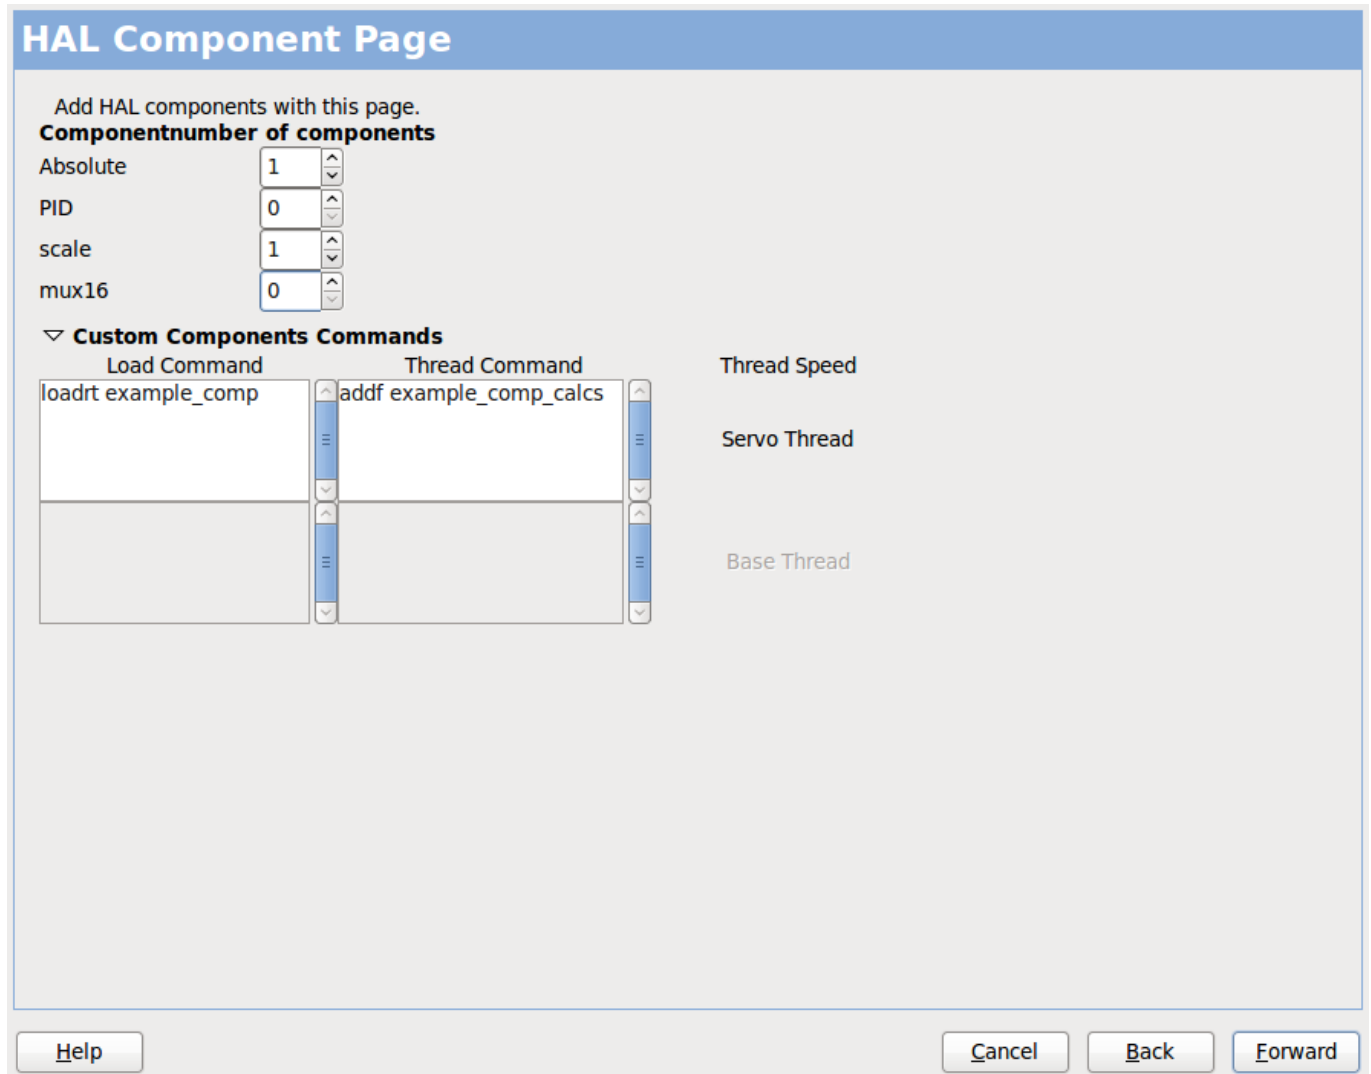 HAL Component Page
Add HAL components with this page.
Componentnumber of components
Absolute 1
PID 0
scale 1
mux16 0
Custom Components Commands
Load Command Thread Command Thread Speed
loadrt example_comp addf example_comp_calcs
Servo Thread
Base Thread
Help Cancel Back Forward